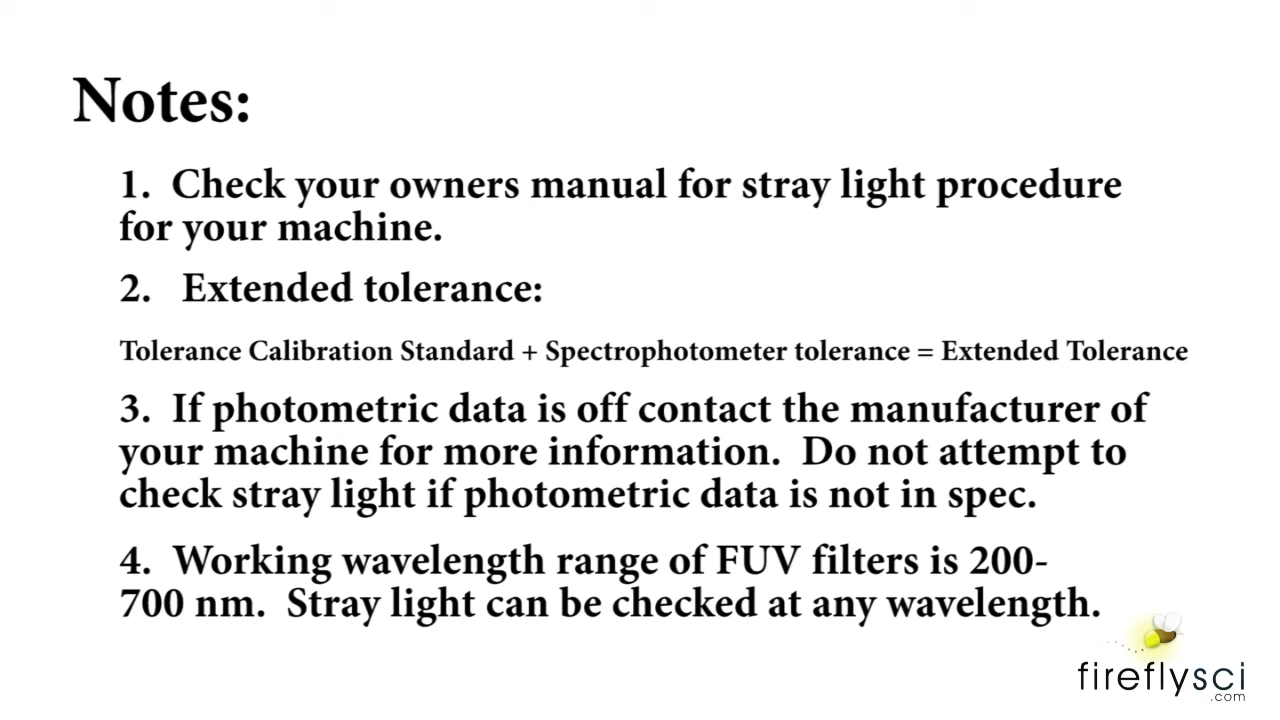 Notes:
1. Check your owners manual for stray light procedure
for your machine.
2. Extended tolerance:
Tolerance Calibration Standard + Spectrophotometer tolerance = Extended Tolerance
3. If photometric data is off contact the manufacturer of
your machine for more information. Do not attempt to
check stray light if photometric data is not in spec.
4. Working wavelength range of FUV filters is 200-
700 nm. Stray light can be checked at any wavelength.
fireflysci
.com